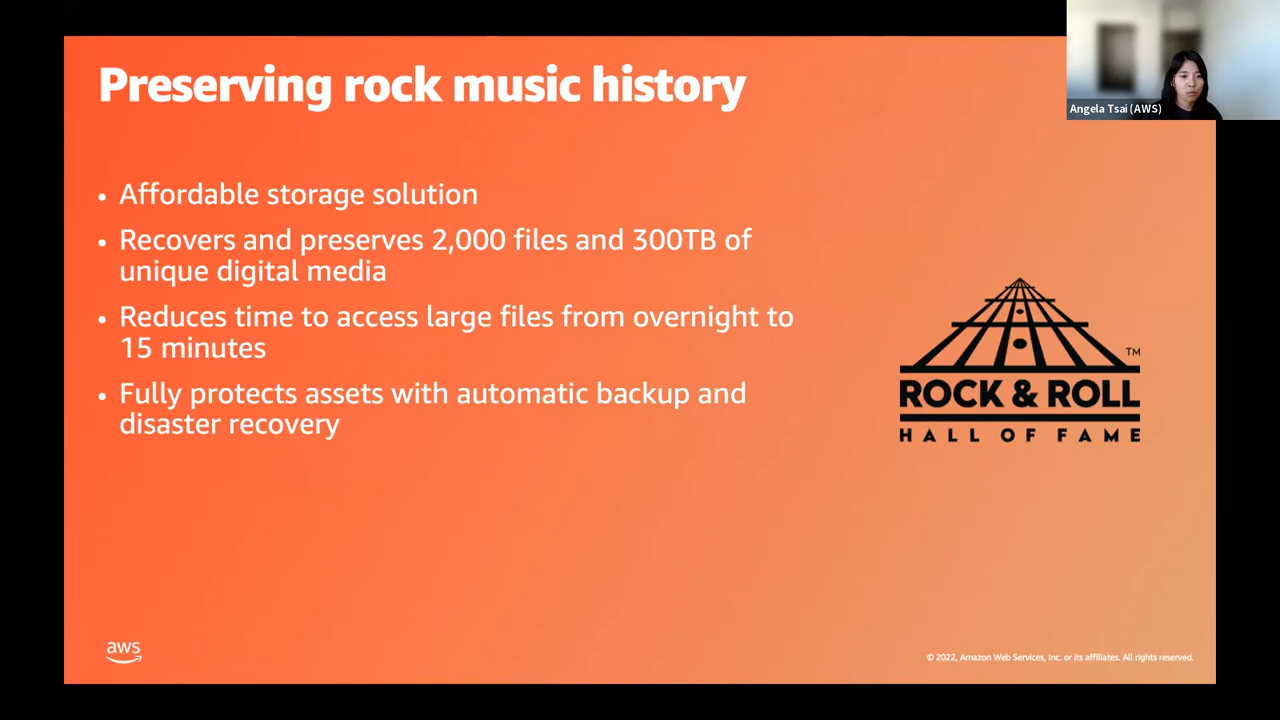 Preserving rock music history
Angela Tsai (AWS)
• Affordable storage solution
• Recovers and preserves 2,000 files and 300TB of
unique digital media
• Reduces time to access large files from overnight to
15 minutes
• Fully protects assets with automatic backup and
disaster recovery
TM
ROCK & ROLL
HALL OF FAME
aws
© 2022, Amazon Web Services, Inc. or its affiliates. All rights reserved.